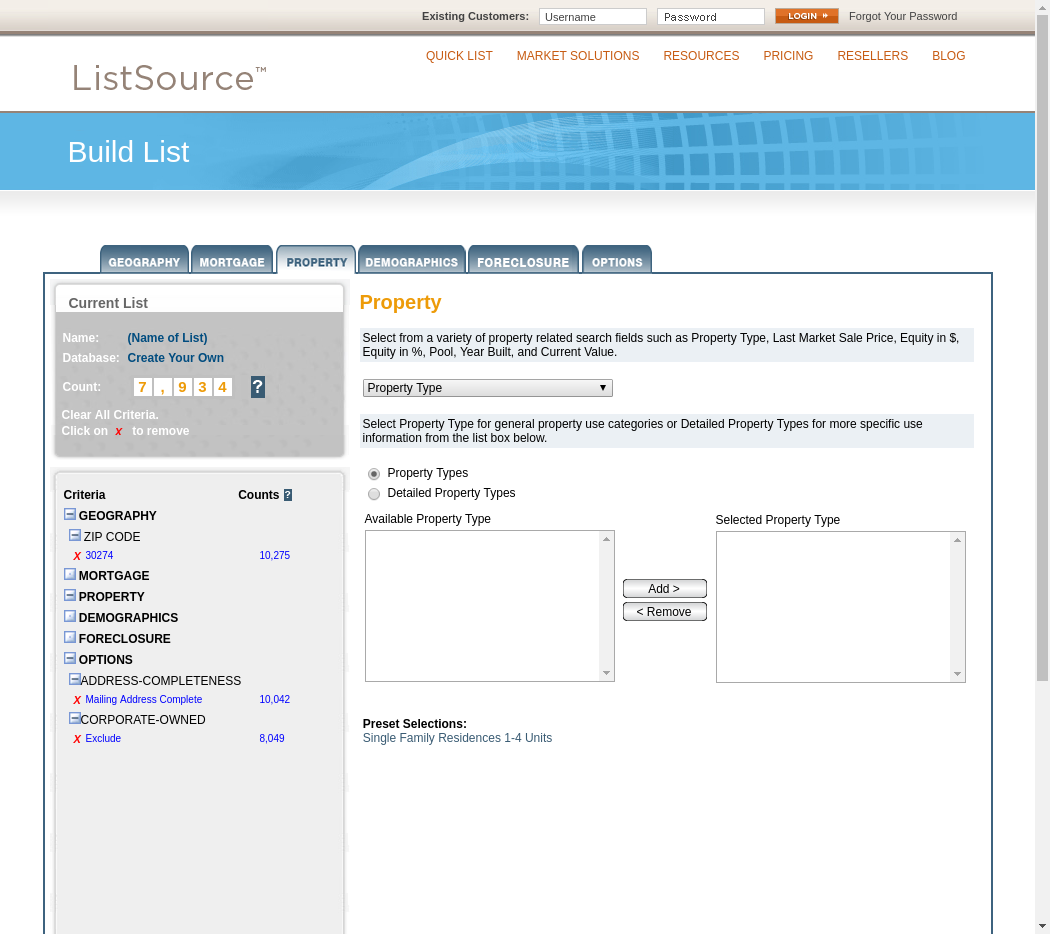 Existing Customers: Username Password LOGIN Forgot Your Password
QUICK LIST MARKET SOLUTIONS RESOURCES PRICING RESELLERS BLOG
ListSource™
Build List
GEOGRAPHY MORTGAGE PROPERTY DEMOGRAPHICS FORECLOSURE OPTIONS
Current List
Name: (Name of List)
Database: Create Your Own
Count: 7,934 ?
Clear All Criteria.
Click on x to remove
Criteria Counts ?
GEOGRAPHY
ZIP CODE
X 30274 10,275
MORTGAGE
PROPERTY
DEMOGRAPHICS
FORECLOSURE
OPTIONS
ADDRESS-COMPLETENESS
X Mailing Address Complete 10,042
CORPORATE-OWNED
X Exclude 8,049
Property
Select from a variety of property related search fields such as Property Type, Last Market Sale Price, Equity in $,
Equity in %, Pool, Year Built, and Current Value.
Property Type
Select Property Type for general property use categories or Detailed Property Types for more specific use
information from the list box below.
Property Types
Detailed Property Types
Available Property Type
Selected Property Type
Add >
< Remove
Preset Selections:
Single Family Residences 1-4 Units